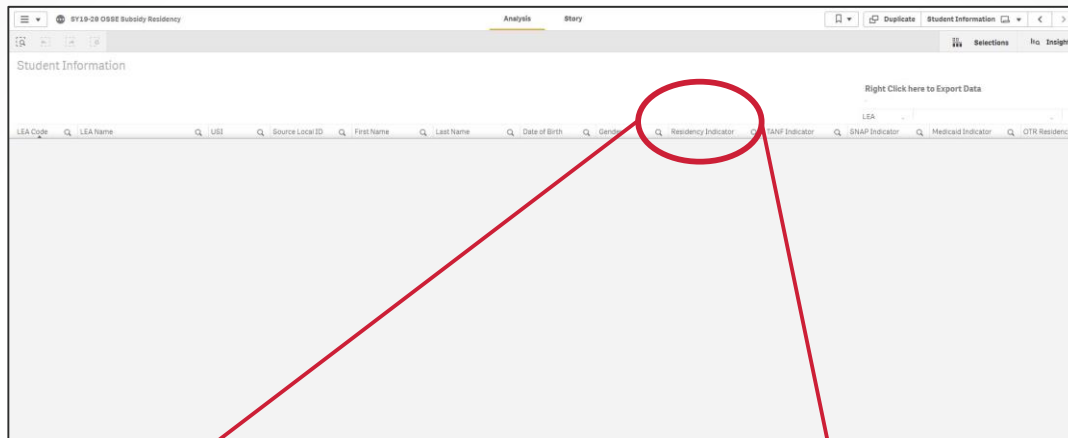 SY19-20 OSSE Subsidy Residency Analysis Story Duplicate Student Information
Selections Insight
Student Information
Right Click here to Export Data
LEA
LEA Code LEA Name USI Source Local ID First Name Last Name Date of Birth Gender Residency Indicator TANF Indicator SNAP Indicator Medicaid Indicator OTR Residenc